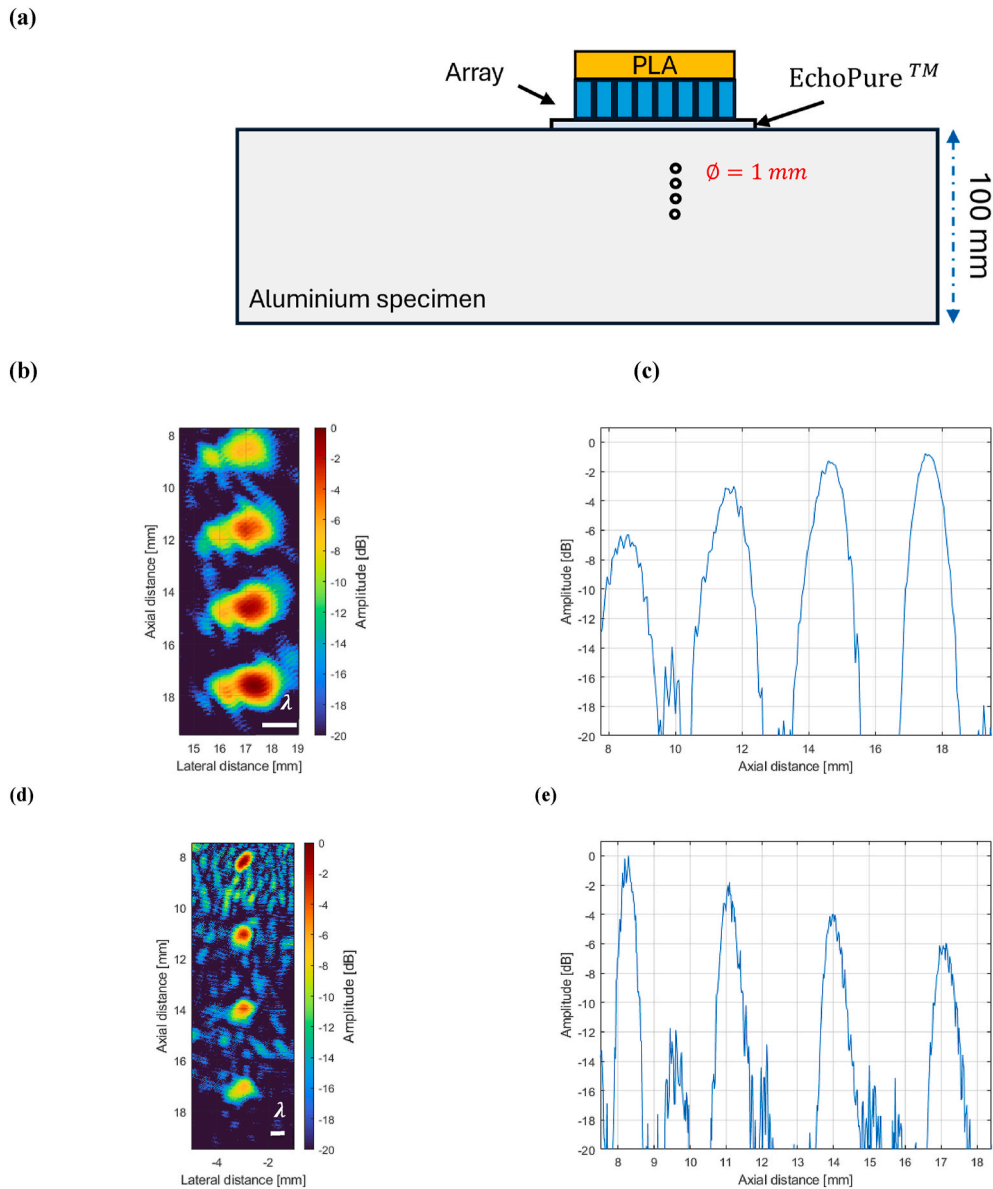 (a)
PLA
Array
EchoPure TM
Ø = 1 mm
100 mm
Aluminium specimen
(b)
8
10
12
14
16
18
Axial distance [mm]
15 16 17 18 19
Lateral distance [mm]
λ
0
-2
-4
-6
-8
-10
-12
-14
-16
-18
-20
Amplitude [dB]
(c)
0
-2
-4
-6
-8
-10
-12
-14
-16
-18
-20
Amplitude [dB]
8 10 12 14 16 18
Axial distance [mm]
(d)
8
10
12
14
16
18
Axial distance [mm]
-4 -2
Lateral distance [mm]
λ
0
-2
-4
-6
-8
-10
-12
-14
-16
-18
-20
Amplitude [dB]
(e)
0
-2
-4
-6
-8
-10
-12
-14
-16
-18
-20
Amplitude [dB]
8 9 10 11 12 13 14 15 16 17 18
Axial distance [mm]